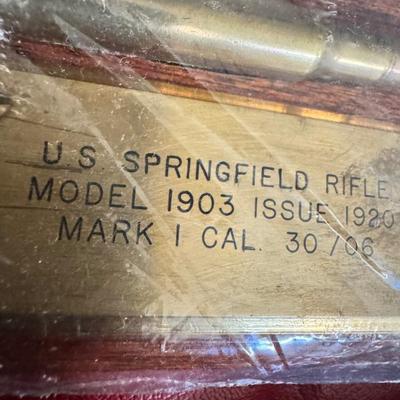 U.S. SPRINGFIELD RIFLE
MODEL 1903 ISSUE 1920
MARK I CAL. 30/06